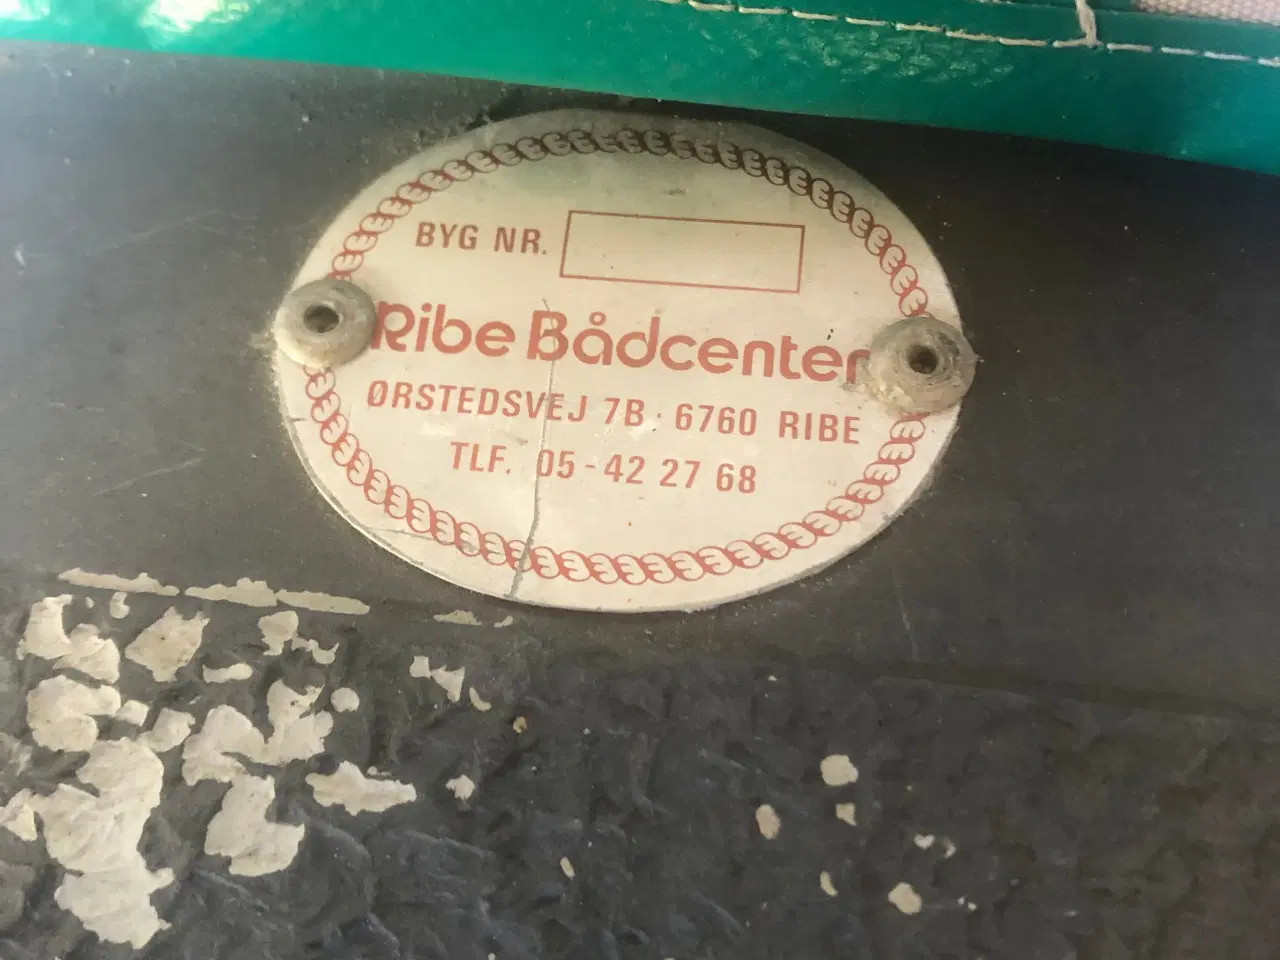 BYG NR.
Ribe Bådcenter
ØRSTEDSVEJ 7B · 6760 RIBE
TLF. 05-42 27 68